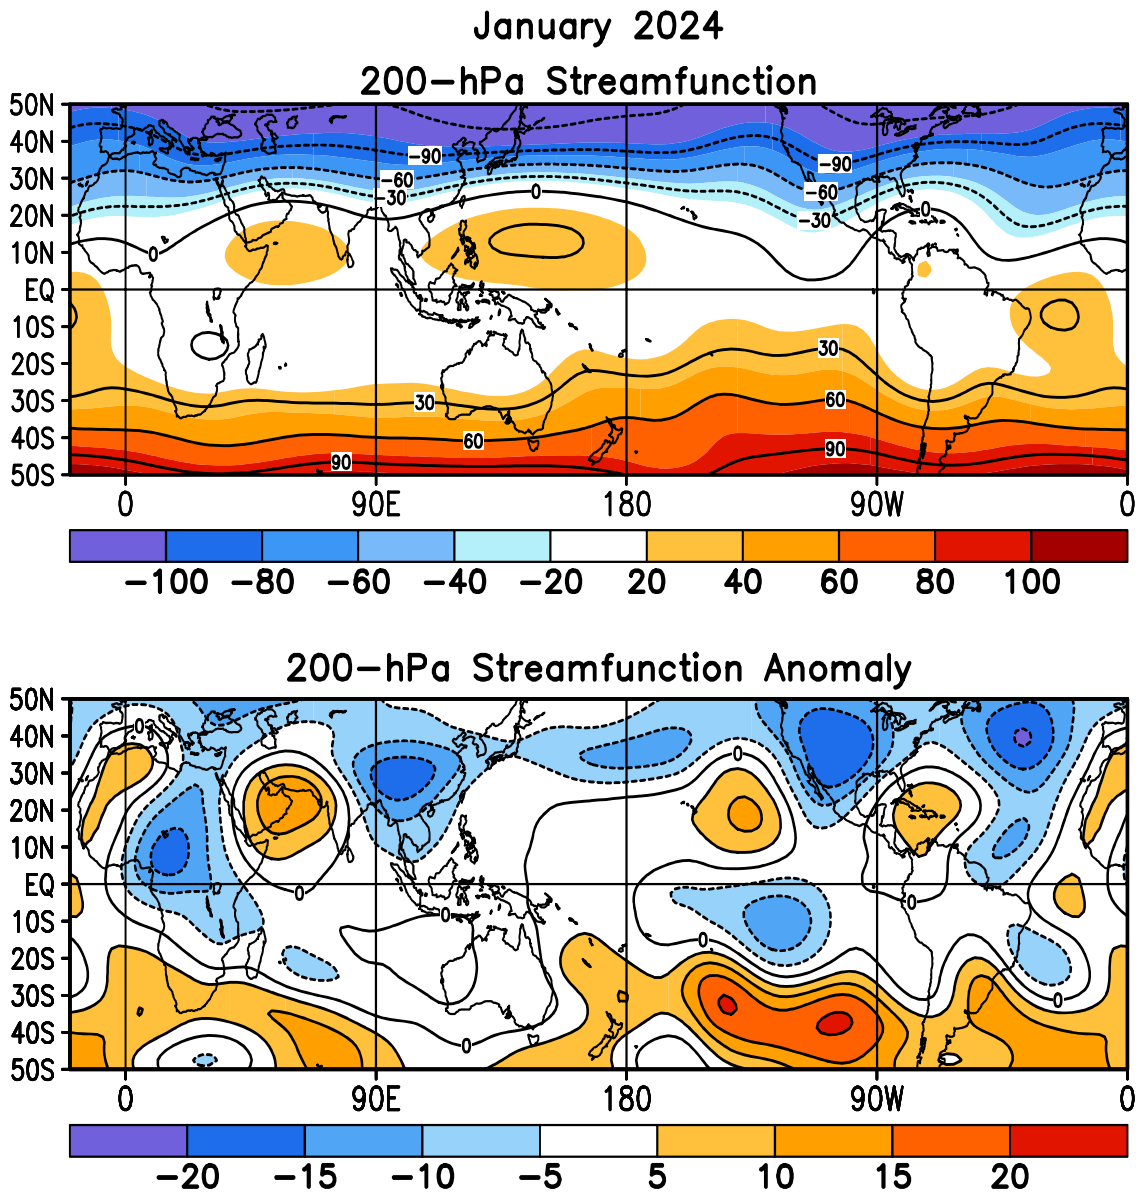 January 2024
200-hPa Streamfunction
50N
40N
30N
20N
10N
EQ
10S
20S
30S
40S
50S
-90
-60
-30
0
0
-90
-60
-30
0
30
60
90
30
60
90
0 90E 180 90W 0
-100 -80 -60 -40 -20 20 40 60 80 100
200-hPa Streamfunction Anomaly
50N
40N
30N
20N
10N
EQ
10S
20S
30S
40S
50S
0
0
0
0
0
0
0
0
0 90E 180 90W 0
-20 -15 -10 -5 5 10 15 20